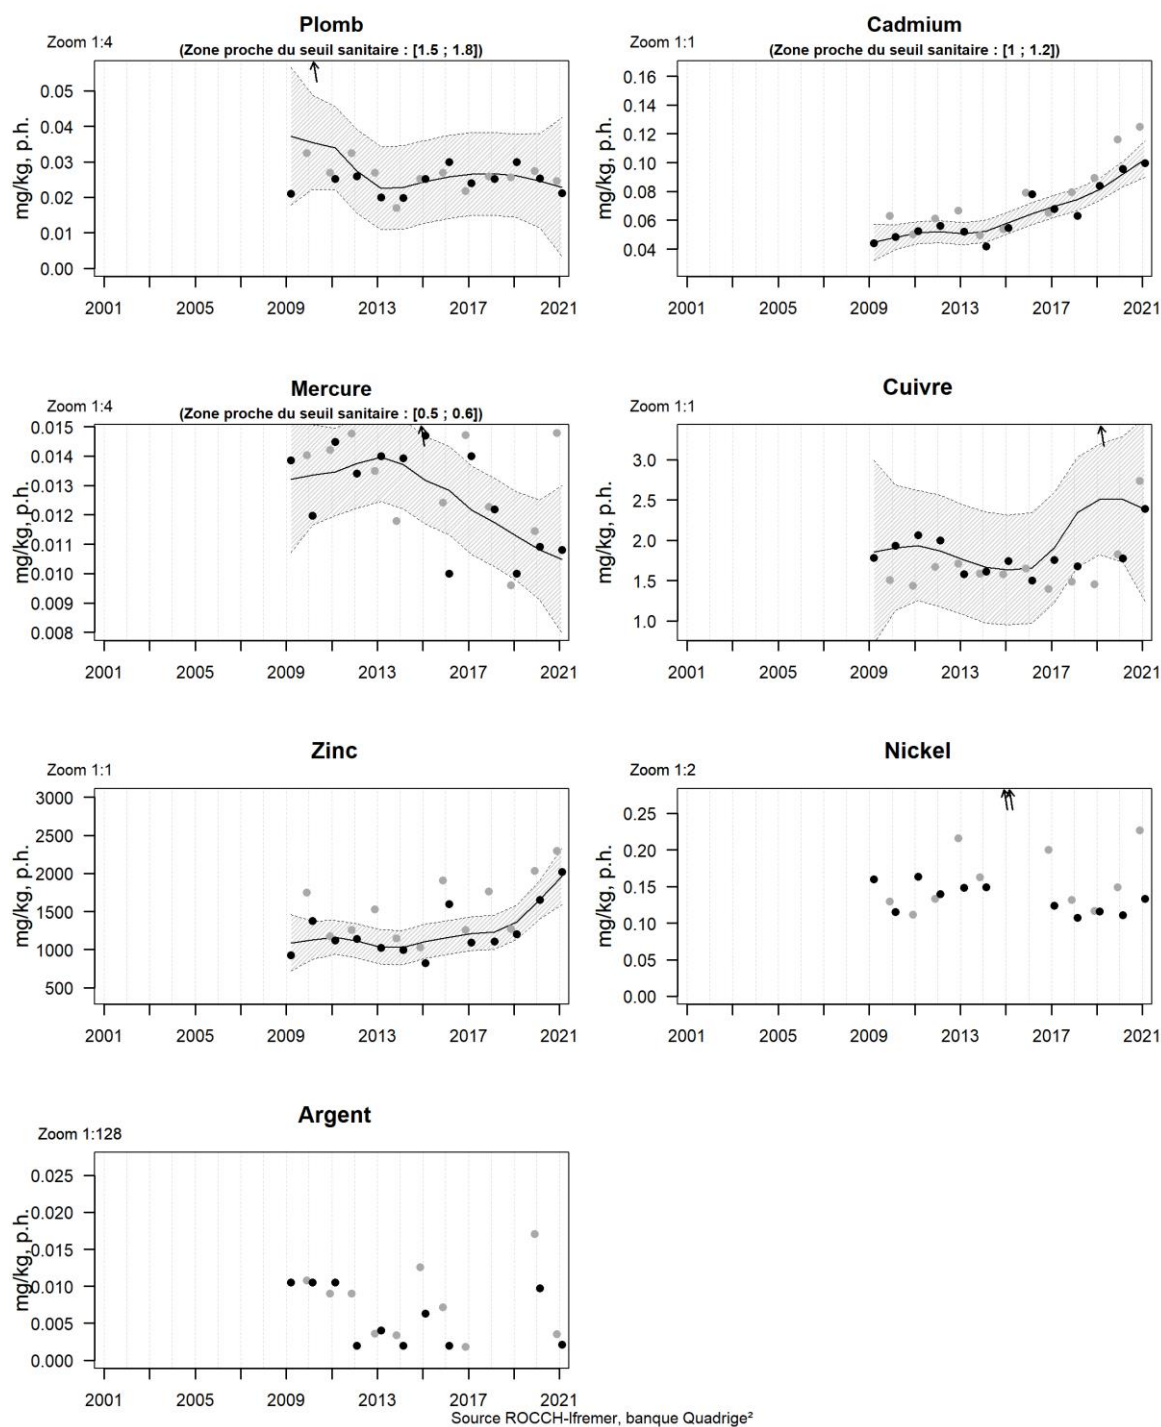 Plomb
Zoom 1:4
(Zone proche du seuil sanitaire : [1.5 ; 1.8])
mg/kg, p.h.
0.05
0.04
0.03
0.02
0.01
0.00
2001 2005 2009 2013 2017 2021
Cadmium
Zoom 1:1
(Zone proche du seuil sanitaire : [1 ; 1.2])
mg/kg, p.h.
0.16
0.14
0.12
0.10
0.08
0.06
0.04
2001 2005 2009 2013 2017 2021
Mercure
Zoom 1:4
(Zone proche du seuil sanitaire : [0.5 ; 0.6])
mg/kg, p.h.
0.015
0.014
0.013
0.012
0.011
0.010
0.009
0.008
2001 2005 2009 2013 2017 2021
Cuivre
Zoom 1:1
mg/kg, p.h.
3.0
2.5
2.0
1.5
1.0
2001 2005 2009 2013 2017 2021
Zinc
Zoom 1:1
mg/kg, p.h.
3000
2500
2000
1500
1000
500
2001 2005 2009 2013 2017 2021
Nickel
Zoom 1:2
mg/kg, p.h.
0.25
0.20
0.15
0.10
0.05
0.00
2001 2005 2009 2013 2017 2021
Argent
Zoom 1:128
mg/kg, p.h.
0.025
0.020
0.015
0.010
0.005
0.000
2001 2005 2009 2013 2017 2021
Source ROCCH-Ifremer, banque Quadrige²